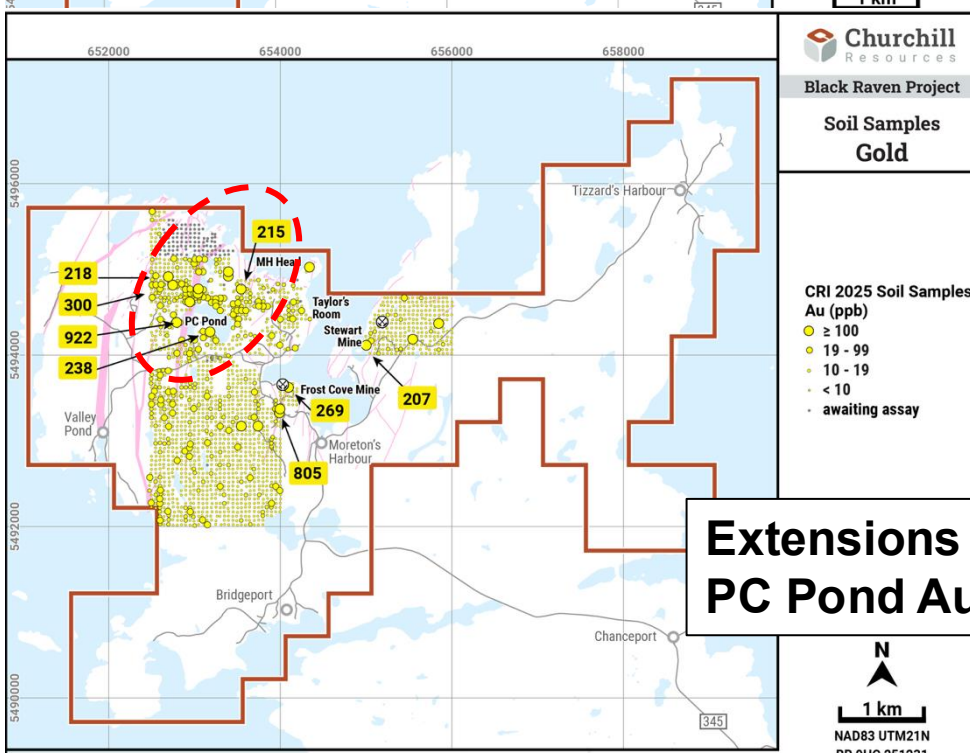 1 km
345
652000
654000
656000
658000
5496000
5494000
5492000
5490000
Tizzard's Harbour
215
MH Head
218
300
922
238
PC Pond
Taylor's
Room
Stewart
Mine
207
Frost Cove Mine
269
805
Valley
Pond
Moreton's
Harbour
Bridgeport
Chanceport
345
Churchill
Resources
Black Raven Project
Soil Samples
Gold
CRI 2025 Soil Samples
Au (ppb)
≥ 100
19 - 99
10 - 19
< 10
awaiting assay
Extensions
PC Pond Au
N
1 km
NAD83 UTM21N